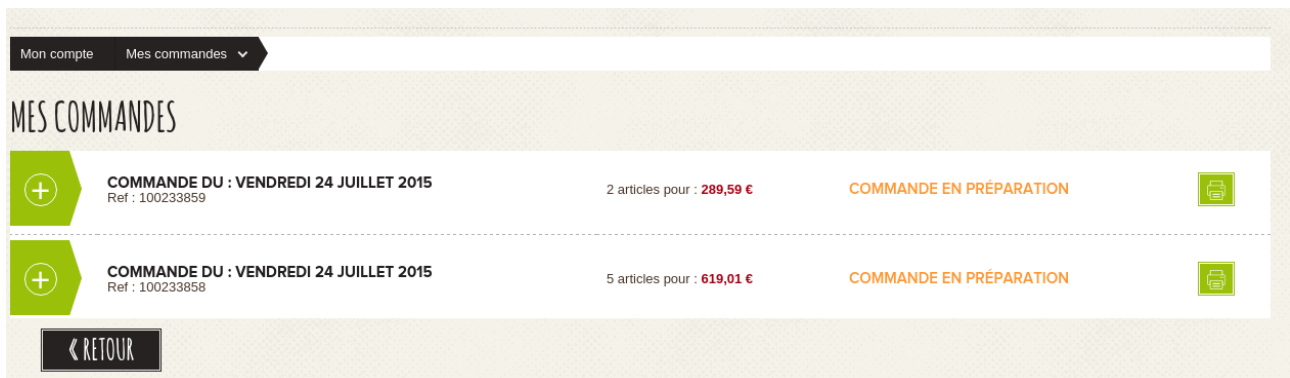 Mon compte Mes commandes
MES COMMANDES
COMMANDE DU : VENDREDI 24 JUILLET 2015
Ref : 100233859
2 articles pour : 289,59 €
COMMANDE EN PRÉPARATION
COMMANDE DU : VENDREDI 24 JUILLET 2015
Ref : 100233858
5 articles pour : 619,01 €
COMMANDE EN PRÉPARATION
« RETOUR